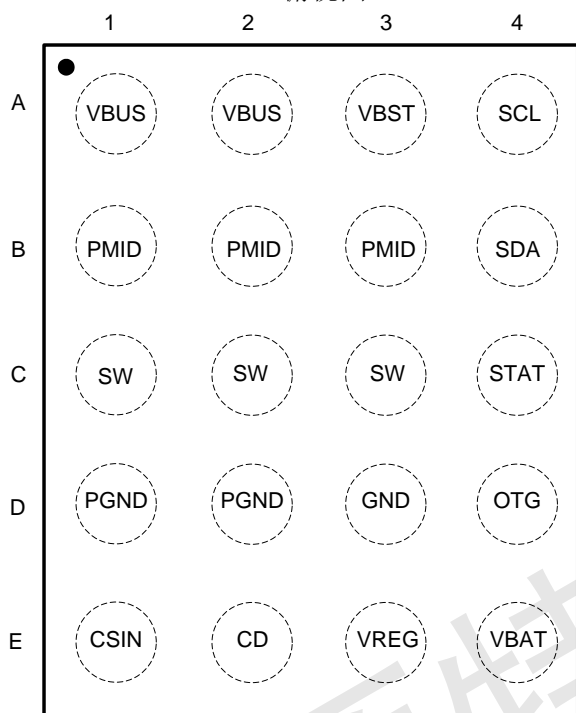 1 2 3 4
A VBUS VBUS VBST SCL
B PMID PMID PMID SDA
C SW SW SW STAT
D PGND PGND GND OTG
E CSIN CD VREG VBAT